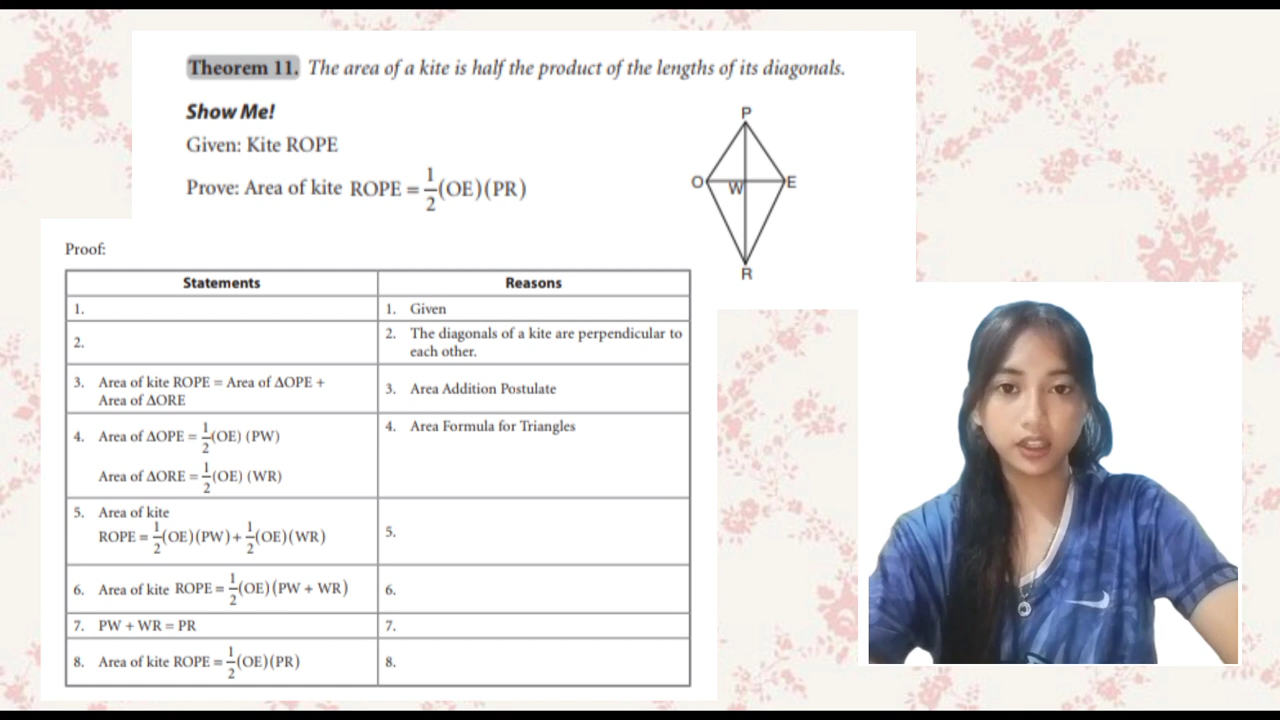 Theorem 11. The area of a kite is half the product of the lengths of its diagonals.
Show Me!
Given: Kite ROPE
Prove: Area of kite ROPE = 1/2 (OE)(PR)
P
O
W
E
R
Proof:
Statements
Reasons
1.
1. Given
2.
2. The diagonals of a kite are perpendicular to
each other.
3. Area of kite ROPE = Area of ΔOPE +
Area of ΔORE
3. Area Addition Postulate
4. Area of ΔOPE = 1/2 (OE) (PW)
Area of ΔORE = 1/2 (OE) (WR)
4. Area Formula for Triangles
5. Area of kite
ROPE = 1/2 (OE)(PW) + 1/2 (OE)(WR)
5.
6. Area of kite ROPE = 1/2 (OE)(PW + WR)
6.
7. PW + WR = PR
7.
8. Area of kite ROPE = 1/2 (OE)(PR)
8.